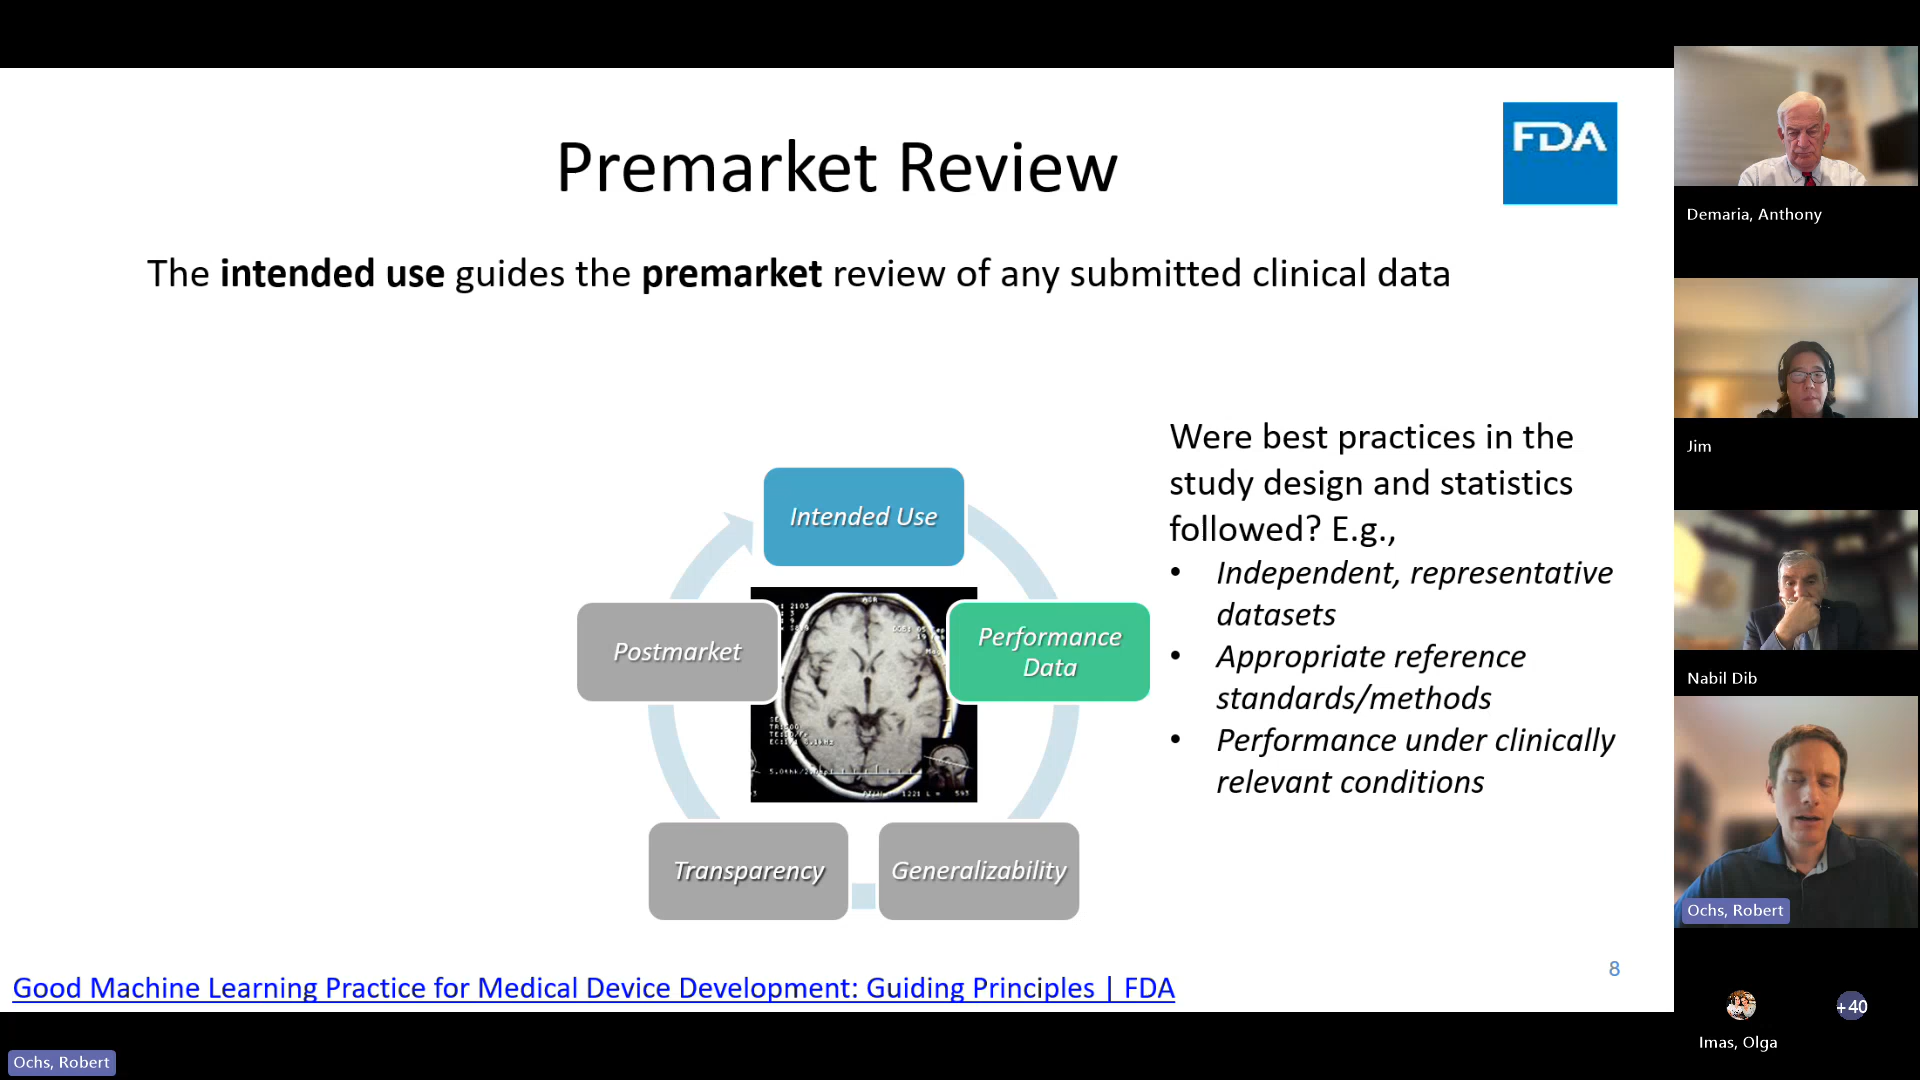 FDA
Premarket Review
The intended use guides the premarket review of any submitted clinical data
Intended Use
Postmarket
Performance
Data
Transparency
Generalizability
Were best practices in the
study design and statistics
followed? E.g.,
• Independent, representative
datasets
• Appropriate reference
standards/methods
• Performance under clinically
relevant conditions
8
Good Machine Learning Practice for Medical Device Development: Guiding Principles | FDA
Ochs, Robert
Demaria, Anthony
Jim
Nabil Dib
Ochs, Robert
Imas, Olga
+40